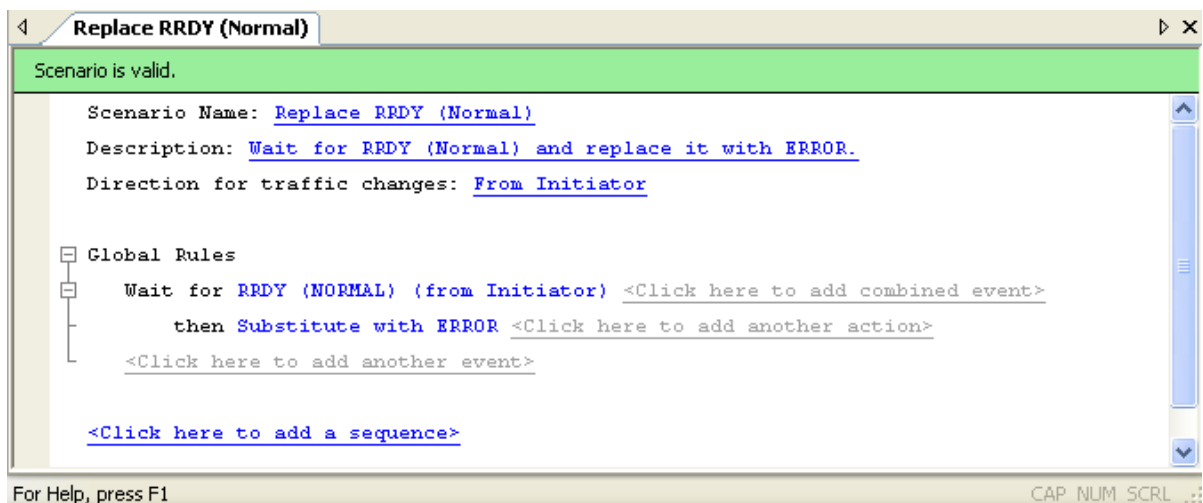 Replace RRDY (Normal)
Scenario is valid.
Scenario Name: Replace RRDY (Normal)
Description: Wait for RRDY (Normal) and replace it with ERROR.
Direction for traffic changes: From Initiator
Global Rules
Wait for RRDY (NORMAL) (from Initiator) <Click here to add combined event>
then Substitute with ERROR <Click here to add another action>
<Click here to add another event>
<Click here to add a sequence>
For Help, press F1 CAP NUM SCRL